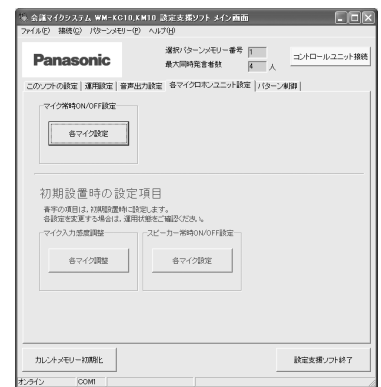 会議マイクシステム WM-KC10,KM10 設定支援ソフト メイン画面
ファイル(F) 接続(C) パターンメモリー(P) ヘルプ(H)
Panasonic
選択パターンメモリー番号 1
最大同時発言者数 4 人
コントロールユニット接続
このソフトの設定 運用設定 音声出力設定 各マイクロホンユニット設定 パターン制御
マイク常時ON/OFF設定
各マイク設定
初期設置時の設定項目
青字の項目は、初期設置時に設定します。
各設定を変更する場合は、運用状態をご確認ください。
マイク入力感度調整 スピーカー常時ON/OFF設定
各マイク調整 各マイク設定
カレントメモリー初期化 設定支援ソフト終了
オンライン COM1